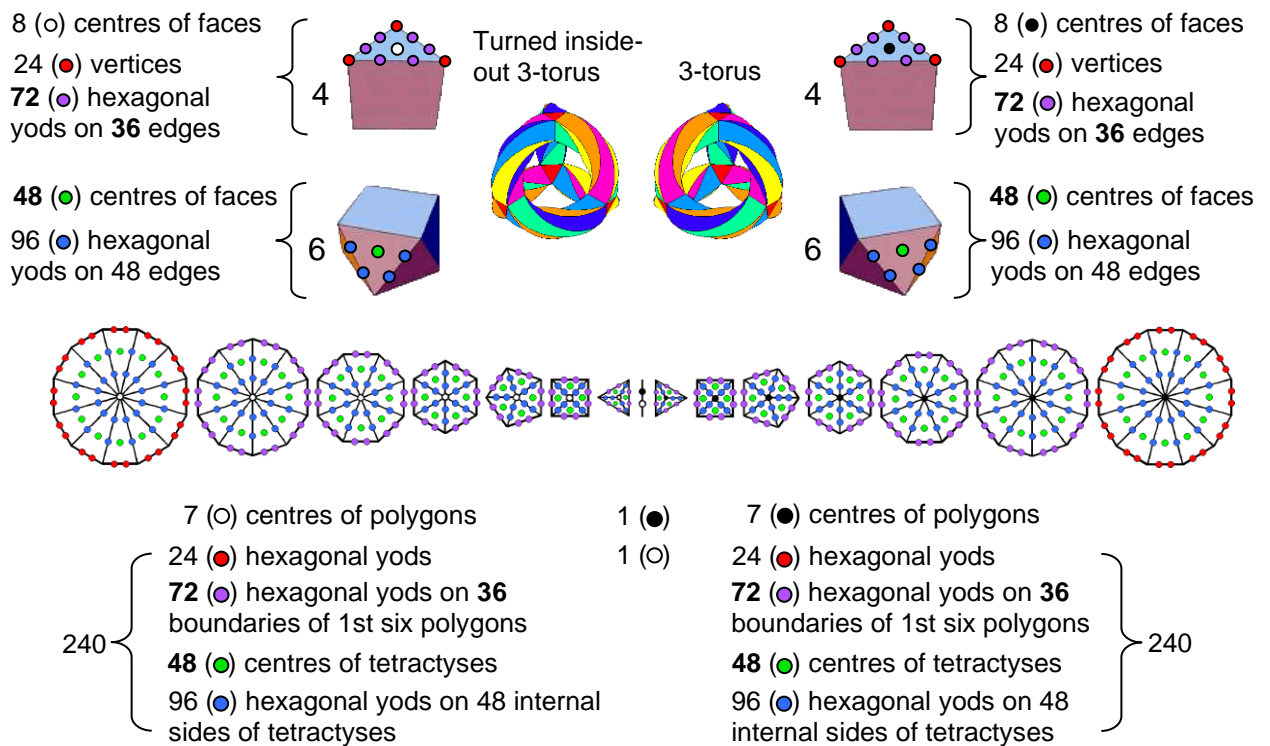 8 (○) centres of faces
24 (●) vertices
72 (●) hexagonal
yods on 36 edges
4
Turned inside-
out 3-torus
3-torus
4
8 (●) centres of faces
24 (●) vertices
72 (●) hexagonal
yods on 36 edges
48 (●) centres of faces
96 (●) hexagonal
yods on 48 edges
6
6
48 (●) centres of faces
96 (●) hexagonal
yods on 48 edges
7 (○) centres of polygons
24 (●) hexagonal yods
72 (●) hexagonal yods on 36
boundaries of 1st six polygons
48 (●) centres of tetractyses
96 (●) hexagonal yods on 48 internal
sides of tetractyses
240
1 (●)
1 (○)
7 (●) centres of polygons
24 (●) hexagonal yods
72 (●) hexagonal yods on 36
boundaries of 1st six polygons
48 (●) centres of tetractyses
96 (●) hexagonal yods on 48
internal sides of tetractyses
240